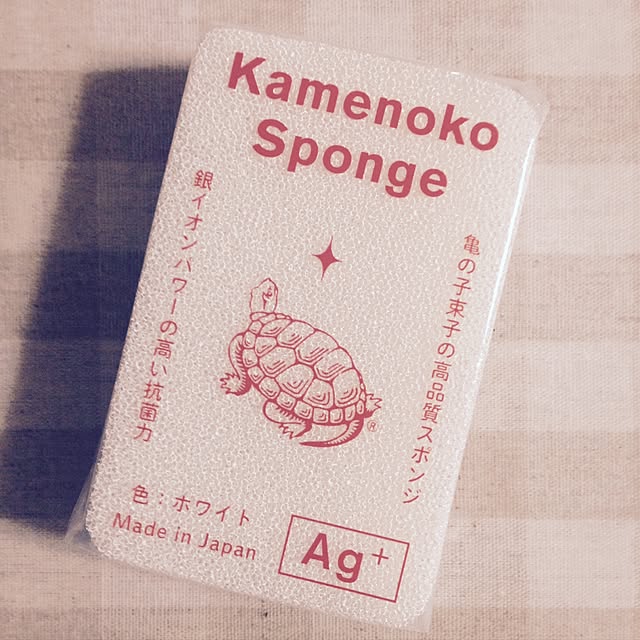 Kamenoko
Sponge
亀の子束子の高品質スポンジ
銀イオンパワーの高い抗菌力
®
色：ホワイト
Made in Japan
Ag⁺